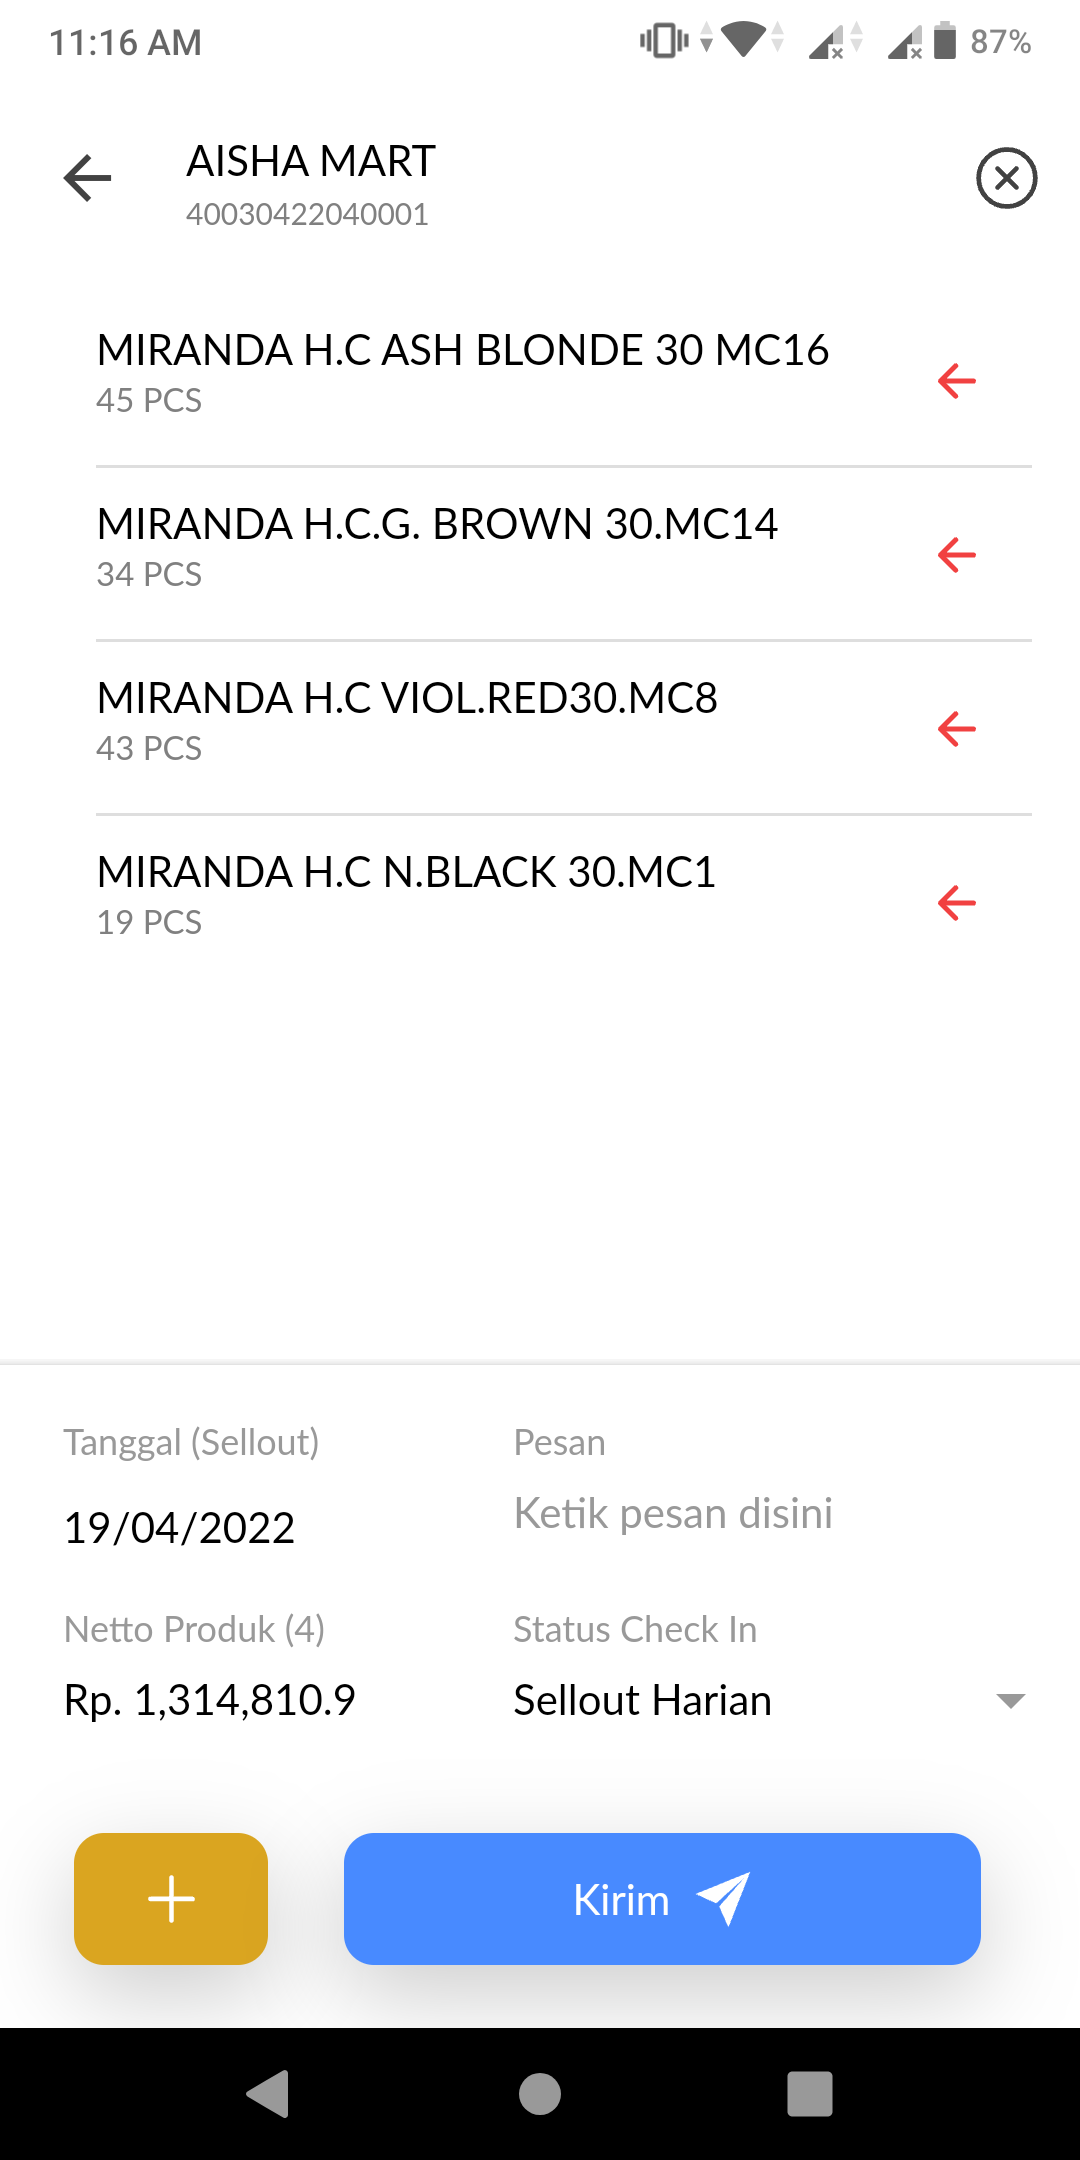 11:16 AM
87%
AISHA MART
40030422040001
MIRANDA H.C ASH BLONDE 30 MC16
45 PCS
MIRANDA H.C.G. BROWN 30.MC14
34 PCS
MIRANDA H.C VIOL.RED30.MC8
43 PCS
MIRANDA H.C N.BLACK 30.MC1
19 PCS
Tanggal (Sellout)
Pesan
19/04/2022
Ketik pesan disini
Netto Produk (4)
Status Check In
Rp. 1,314,810.9
Sellout Harian
Kirim